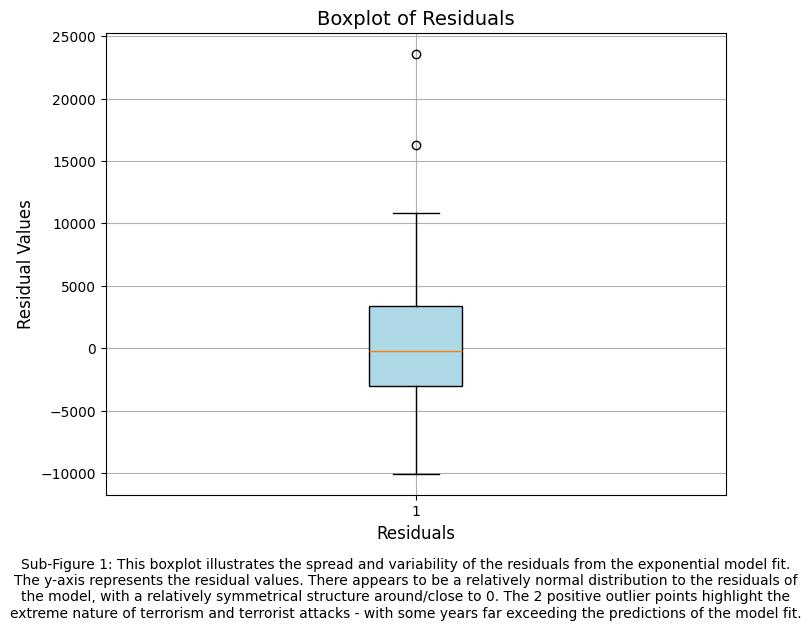 Boxplot of Residuals
25000
20000
15000
10000
5000
0
−5000
−10000
Residual Values
1
Residuals
Sub-Figure 1: This boxplot illustrates the spread and variability of the residuals from the exponential model fit.
The y-axis represents the residual values. There appears to be a relatively normal distribution to the residuals of
the model, with a relatively symmetrical structure around/close to 0. The 2 positive outlier points highlight the
extreme nature of terrorism and terrorist attacks - with some years far exceeding the predictions of the model fit.